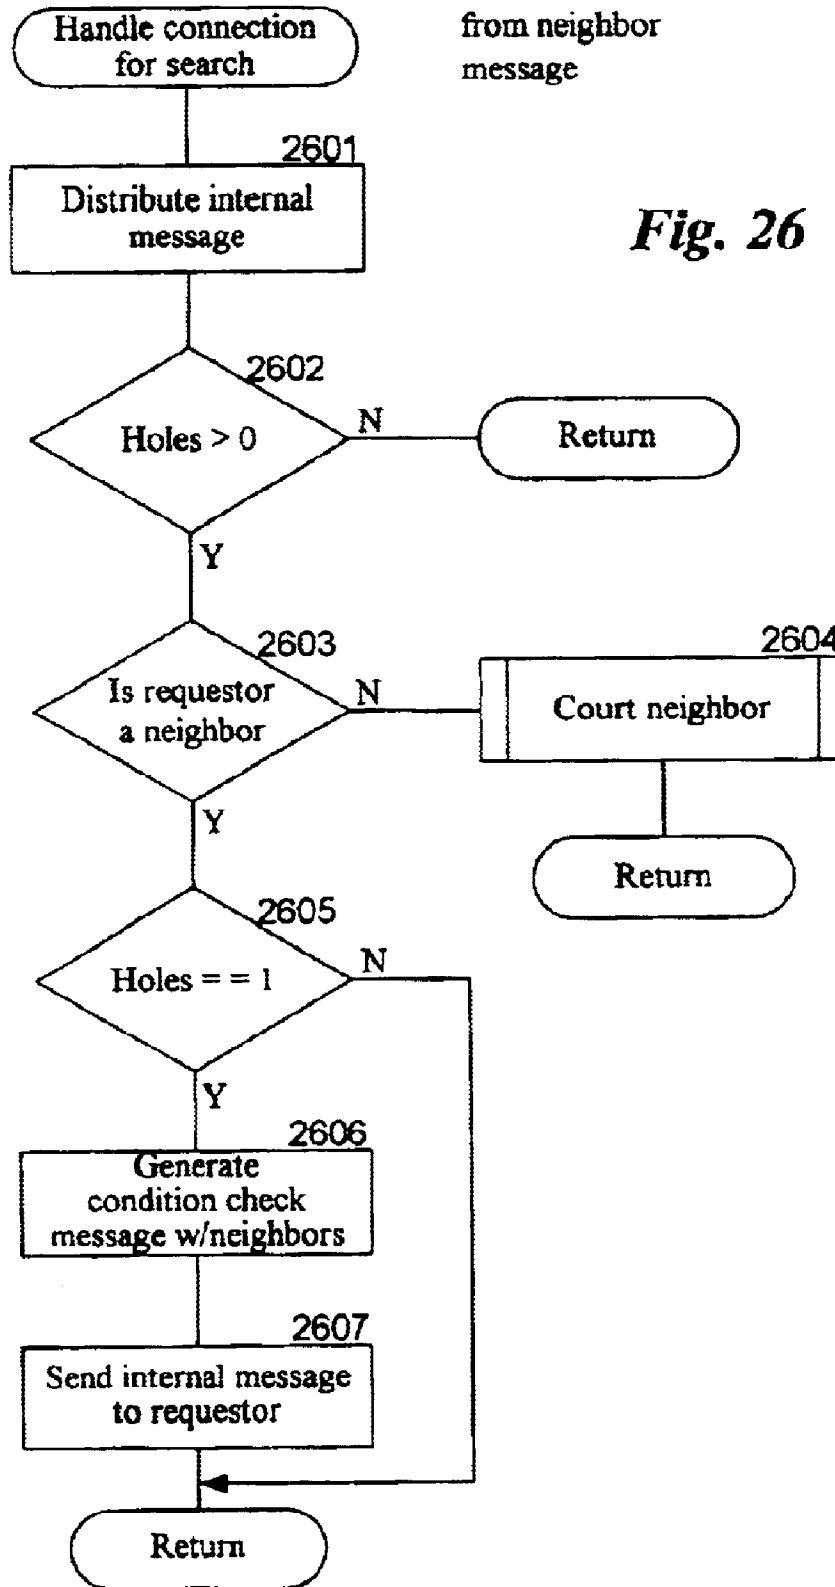 Handle connection
for search
from neighbor
message
2601
Distribute internal
message
Fig. 26
2602
Holes > 0
N
Return
Y
2603
Is requestor
a neighbor
N
2604
Court neighbor
Y
Return
2605
Holes = = 1
N
Y
2606
Generate
condition check
message w/neighbors
2607
Send internal message
to requestor
Return